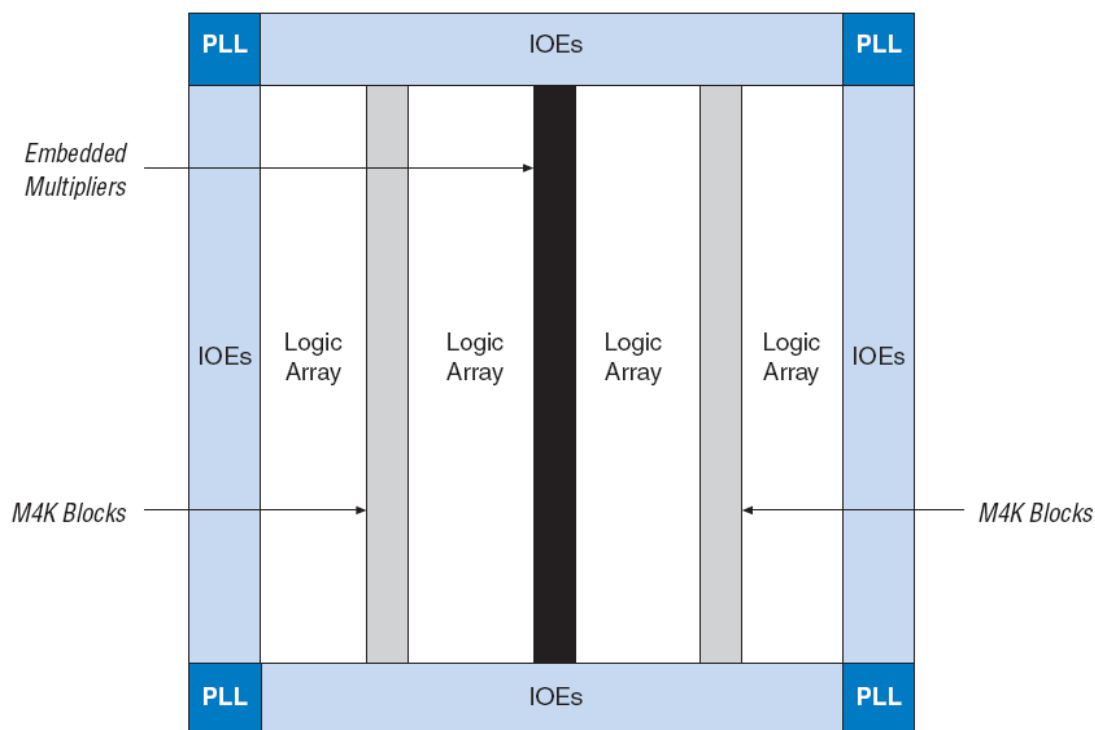 PLL
IOEs
PLL
Embedded
Multipliers
IOEs
Logic
Array
Logic
Array
Logic
Array
Logic
Array
IOEs
M4K Blocks
M4K Blocks
PLL
IOEs
PLL